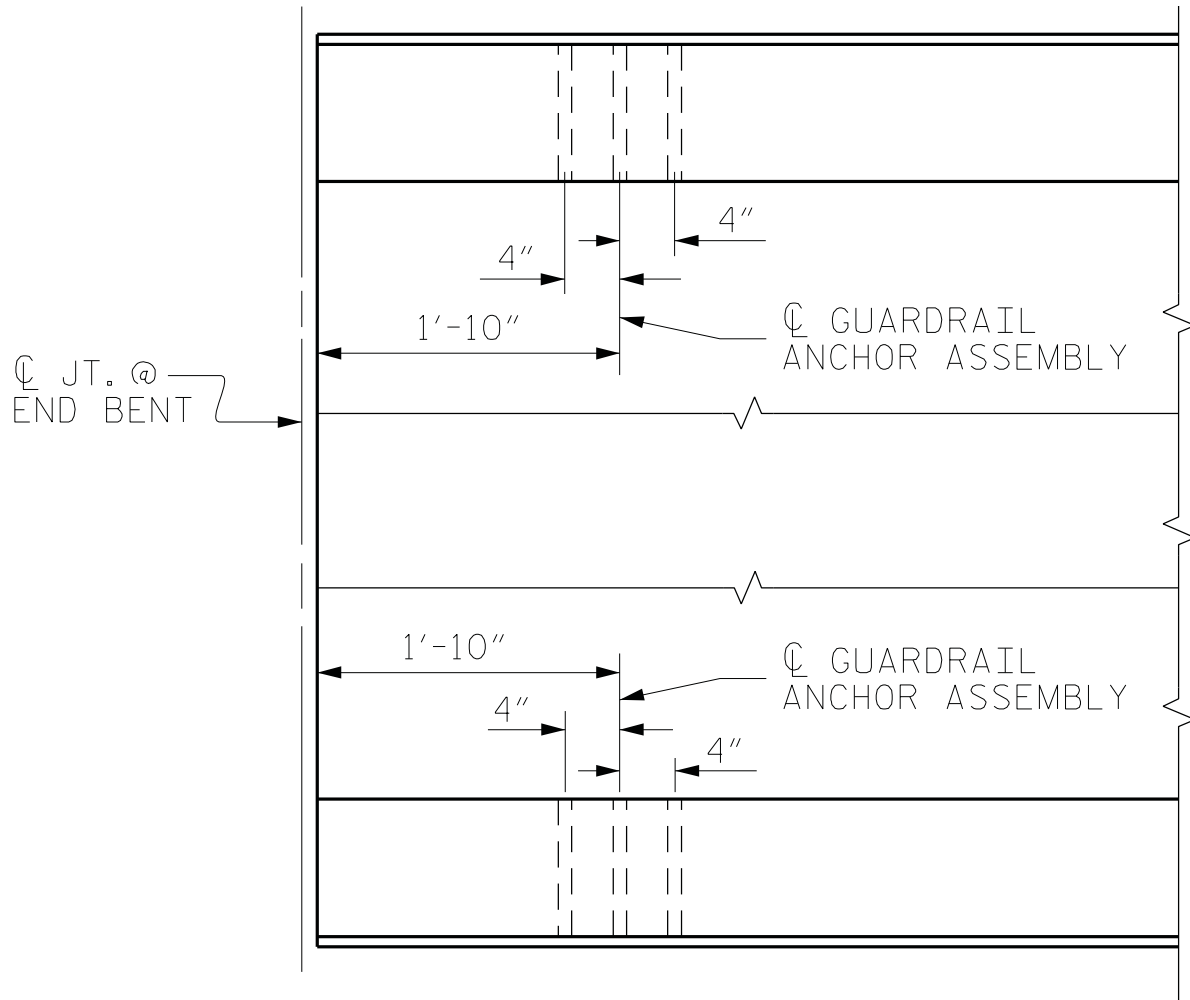 4″
4″
1′-10″
℄ GUARDRAIL
ANCHOR ASSEMBLY
℄ JT. @
END BENT
1′-10″
℄ GUARDRAIL
ANCHOR ASSEMBLY
4″
4″